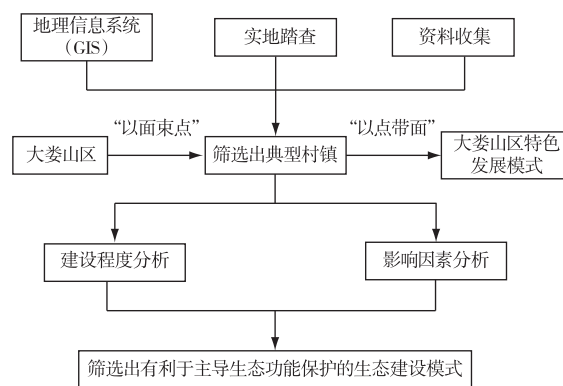 地理信息系统
（GIS）
实地踏查
资料收集
“以面束点”
“以点带面”
大娄山区
筛选出典型村镇
大娄山区特色
发展模式
建设程度分析
影响因素分析
筛选出有利于主导生态功能保护的生态建设模式